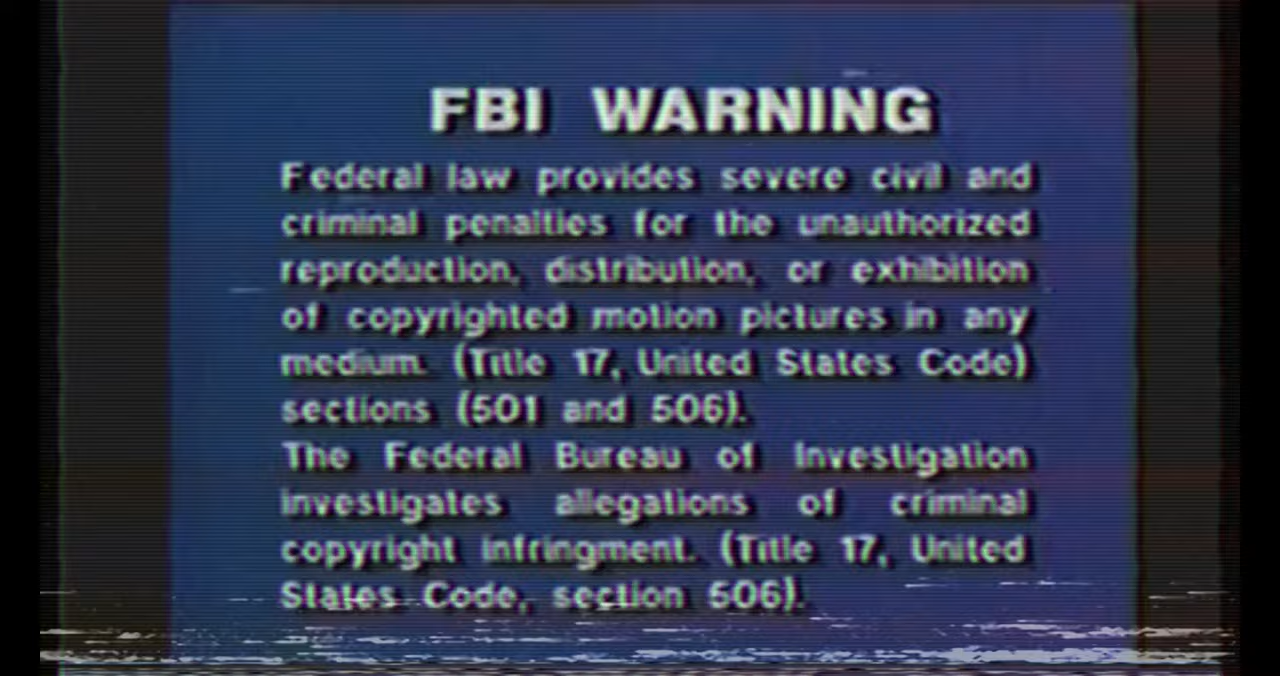 FBI WARNING
Federal law provides severe civil and
criminal penalties for the unauthorized
reproduction, distribution, or exhibition
of copyrighted motion pictures in any
medium. (Title 17, United States Code)
sections (501 and 506).
The Federal Bureau of Investigation
investigates allegations of criminal
copyright infringment. (Title 17, United
States Code, section 506).